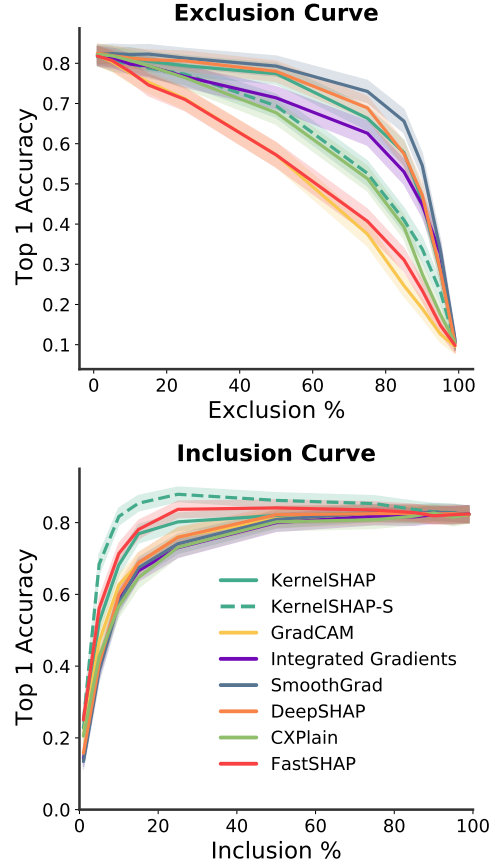 Exclusion Curve
Top 1 Accuracy
0.8
0.7
0.6
0.5
0.4
0.3
0.2
0.1
0 20 40 60 80 100
Exclusion %
Inclusion Curve
Top 1 Accuracy
0.8
0.6
0.4
0.2
0.0
KernelSHAP
KernelSHAP-S
GradCAM
Integrated Gradients
SmoothGrad
DeepSHAP
CXPlain
FastSHAP
0 20 40 60 80 100
Inclusion %